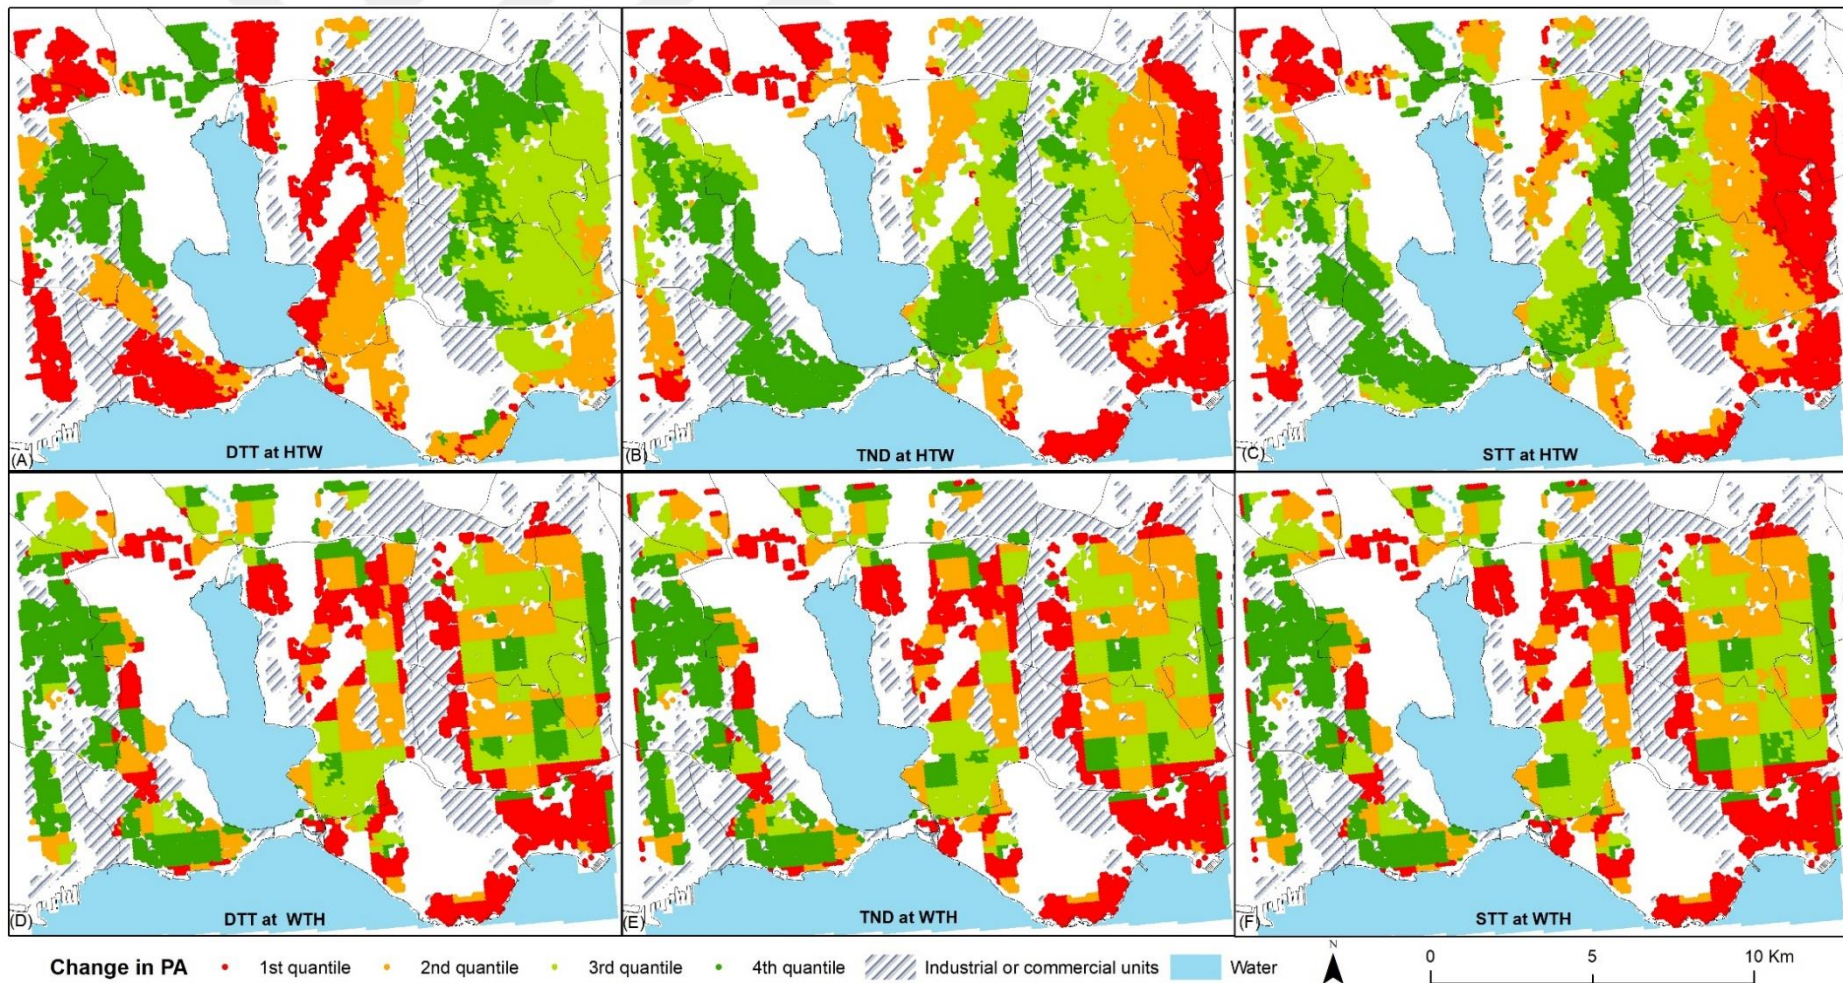 (A)
DTT at HTW
(B)
TND at HTW
(C)
STT at HTW
(D)
DTT at WTH
(E)
TND at WTH
(F)
STT at WTH
Change in PA 1st quantile 2nd quantile 3rd quantile 4th quantile Industrial or commercial units Water N 0 5 10 Km